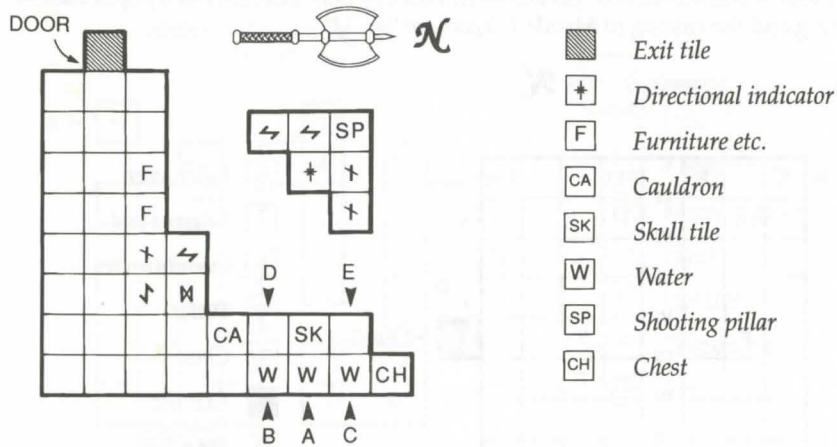 DOOR
N
SP
F
F
D E
CA SK
W W W CH
B A C
Exit tile
Directional indicator
F Furniture etc.
CA Cauldron
SK Skull tile
W Water
SP Shooting pillar
CH Chest